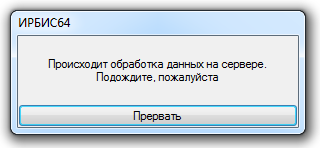 ИРБИС64
Происходит обработка данных на сервере.
Подождите, пожалуйста
Прервать